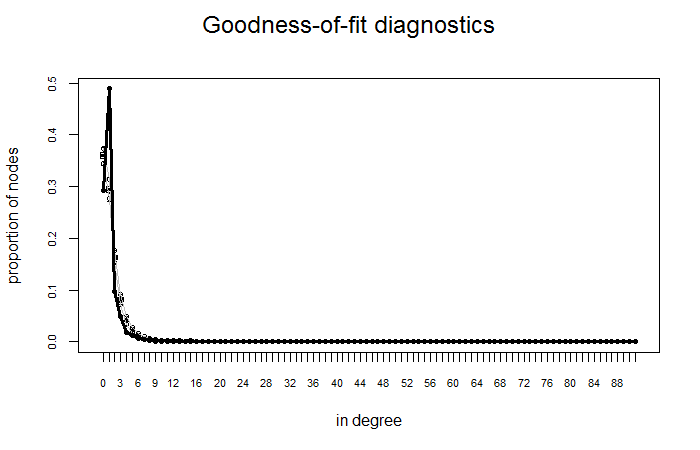 Goodness-of-fit diagnostics
proportion of nodes
0.5
0.4
0.3
0.2
0.1
0.0
0 3 6 9 12 16 20 24 28 32 36 40 44 48 52 56 60 64 68 72 76 80 84 88
in degree